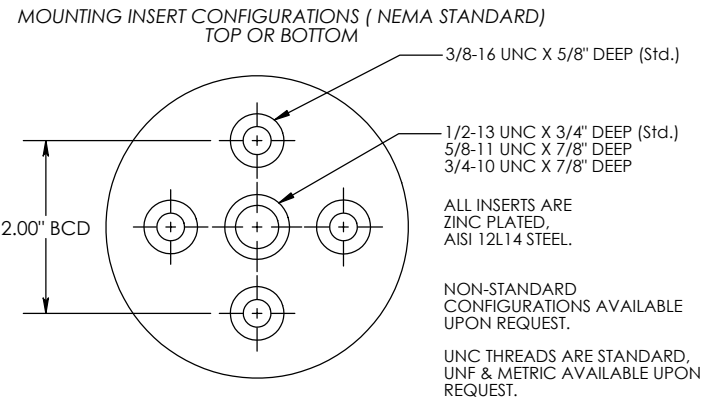 MOUNTING INSERT CONFIGURATIONS ( NEMA STANDARD)
TOP OR BOTTOM
3/8-16 UNC X 5/8" DEEP (Std.)
1/2-13 UNC X 3/4" DEEP (Std.)
5/8-11 UNC X 7/8" DEEP
3/4-10 UNC X 7/8" DEEP
2.00" BCD
ALL INSERTS ARE
ZINC PLATED,
AISI 12L14 STEEL.
NON-STANDARD
CONFIGURATIONS AVAILABLE
UPON REQUEST.
UNC THREADS ARE STANDARD,
UNF & METRIC AVAILABLE UPON
REQUEST.